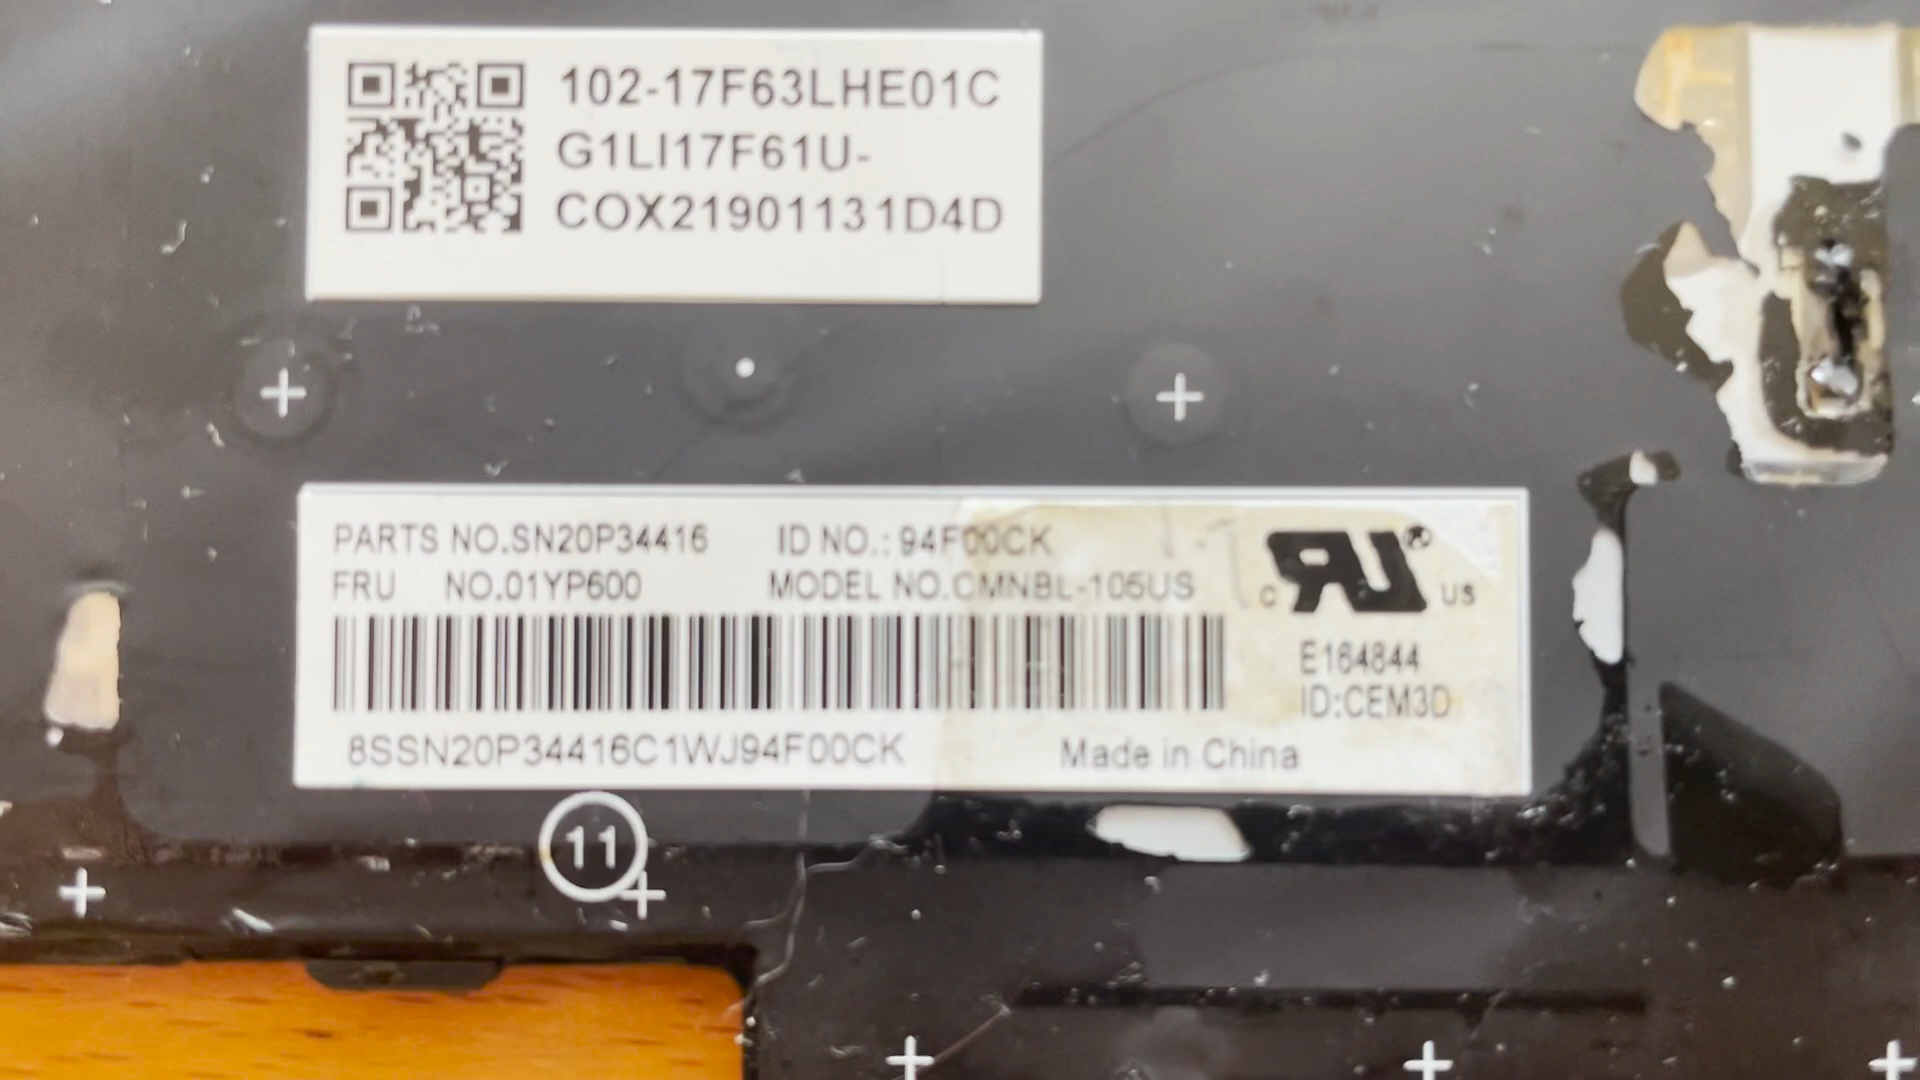 102-17F63LHE01C
G1LI17F61U-
COX21901131D4D
PARTS NO.SN20P34416 ID NO.: 94F00CK
FRU NO.01YP600 MODEL NO.CMNBL-105US
c RU ® US
E164844
ID:CEM3D
8SSN20P34416C1WJ94F00CK Made in China
11